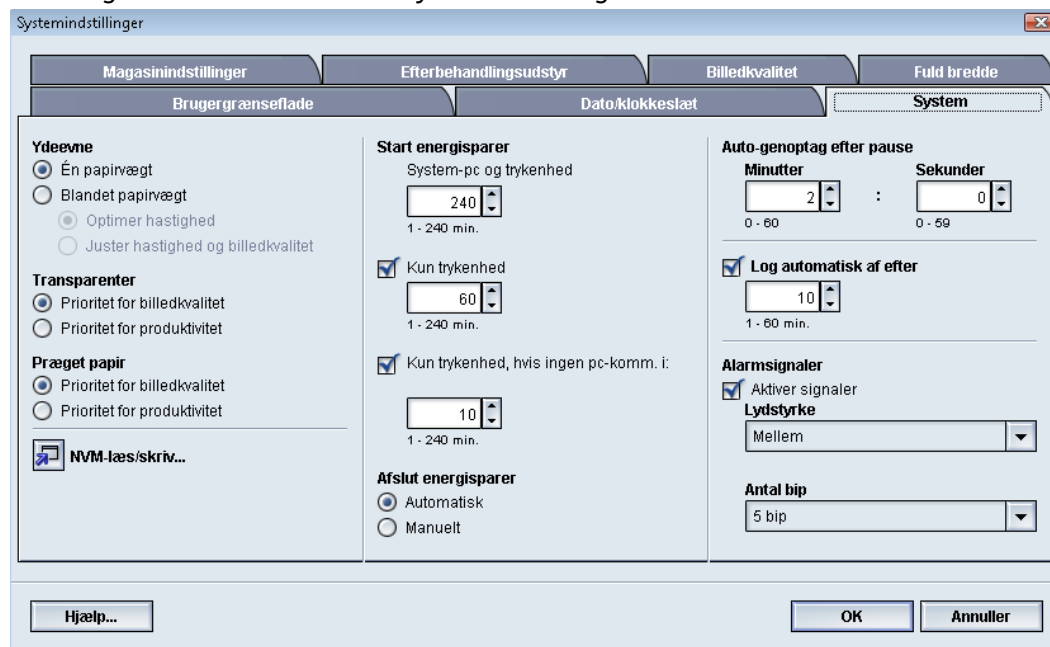 Systemindstillinger
Magasinindstillinger
Efterbehandlingsudstyr
Billedkvalitet
Fuld bredde
Brugergrænseflade
Dato/klokkeslæt
System
Ydeevne
Én papirvægt
Blandet papirvægt
Optimer hastighed
Juster hastighed og billedkvalitet
Transparenter
Prioritet for billedkvalitet
Prioritet for produktivitet
Præget papir
Prioritet for billedkvalitet
Prioritet for produktivitet
NVM-læs/skriv...
Start energisparer
System-pc og trykenhed
240
1 - 240 min.
Kun trykenhed
60
1 - 240 min.
Kun trykenhed, hvis ingen pc-komm. i:
10
1 - 240 min.
Afslut energisparer
Automatisk
Manuelt
Auto-genoptag efter pause
Minutter
Sekunder
2 : 0
0 - 60
0 - 59
Log automatisk af efter
10
1 - 60 min.
Alarmsignaler
Aktiver signaler
Lydstyrke
Mellem
Antal bip
5 bip
Hjælp...
OK
Annuller